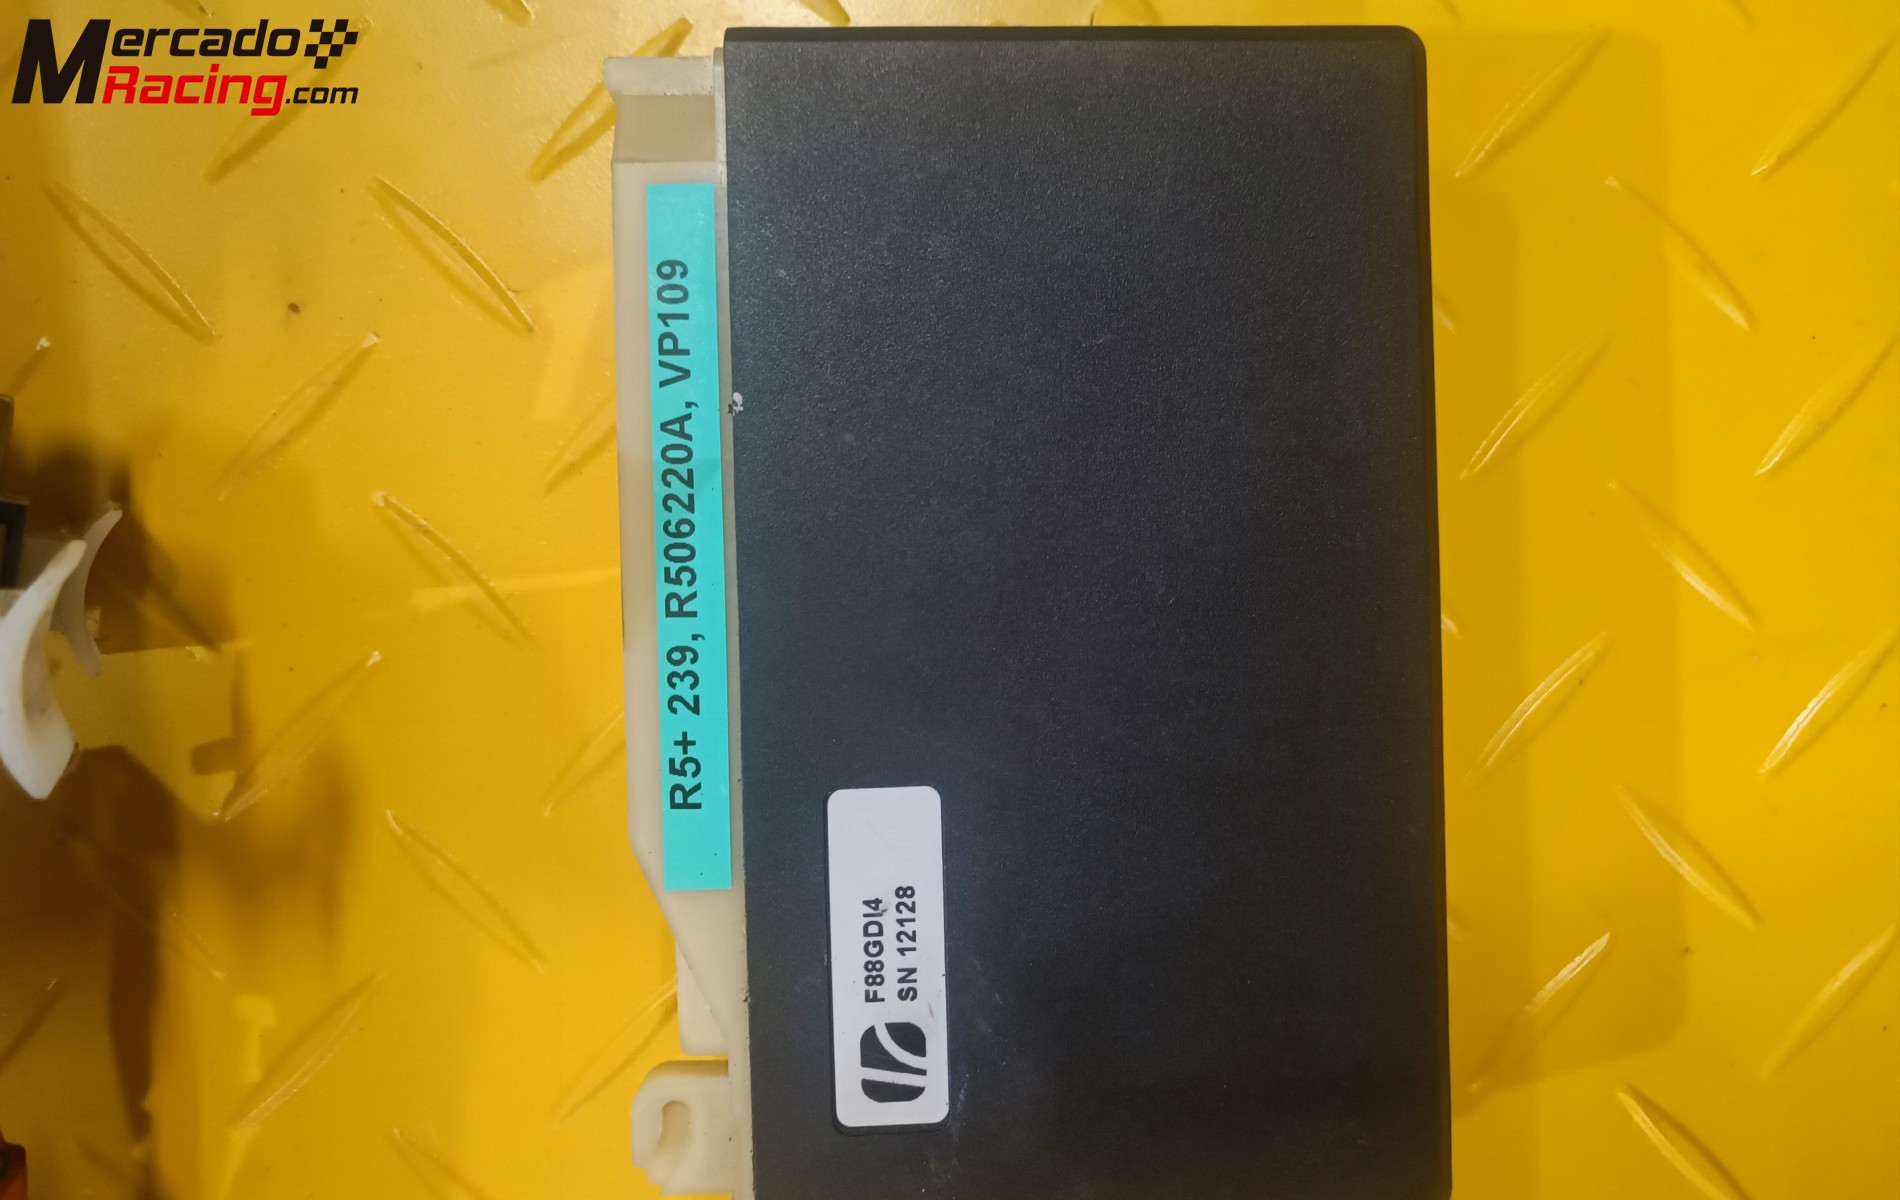 Mercado
Racing.com
R5+ 239, R506220A, VP109
F88GDI4
SN 12128